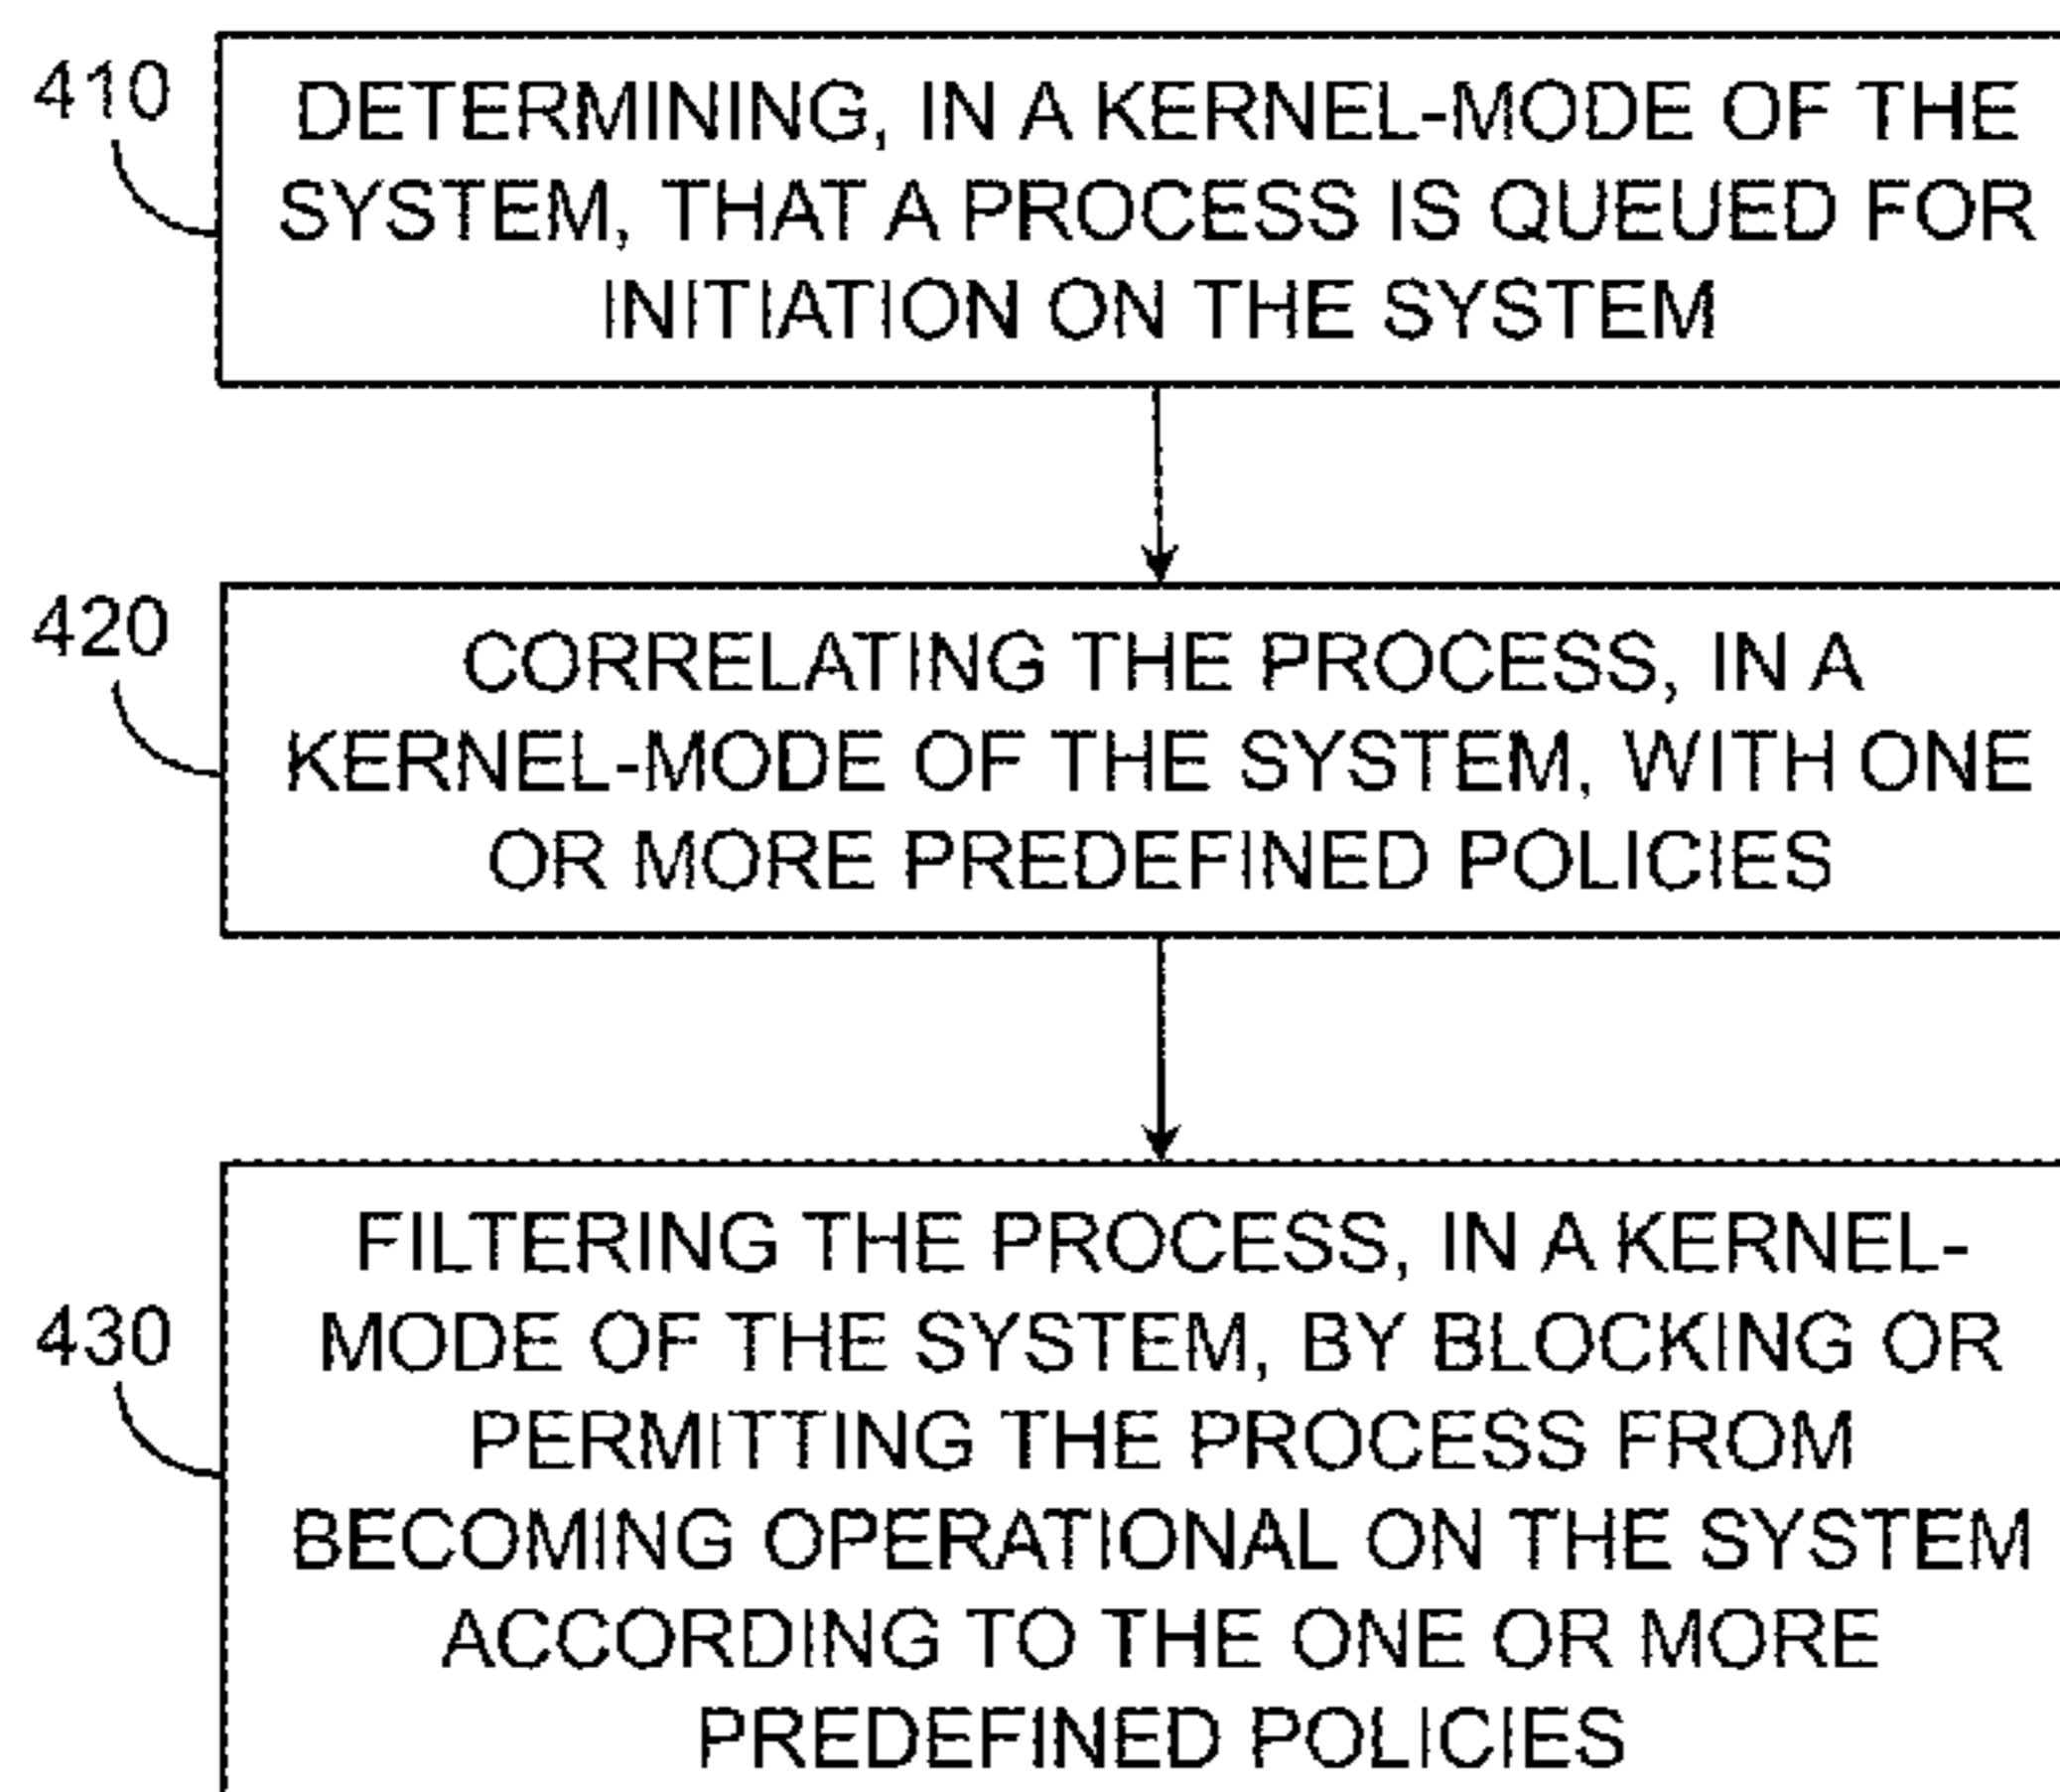 410
DETERMINING, IN A KERNEL-MODE OF THE
SYSTEM, THAT A PROCESS IS QUEUED FOR
INITIATION ON THE SYSTEM
420
CORRELATING THE PROCESS, IN A
KERNEL-MODE OF THE SYSTEM, WITH ONE
OR MORE PREDEFINED POLICIES
430
FILTERING THE PROCESS, IN A KERNEL-
MODE OF THE SYSTEM, BY BLOCKING OR
PERMITTING THE PROCESS FROM
BECOMING OPERATIONAL ON THE SYSTEM
ACCORDING TO THE ONE OR MORE
PREDEFINED POLICIES